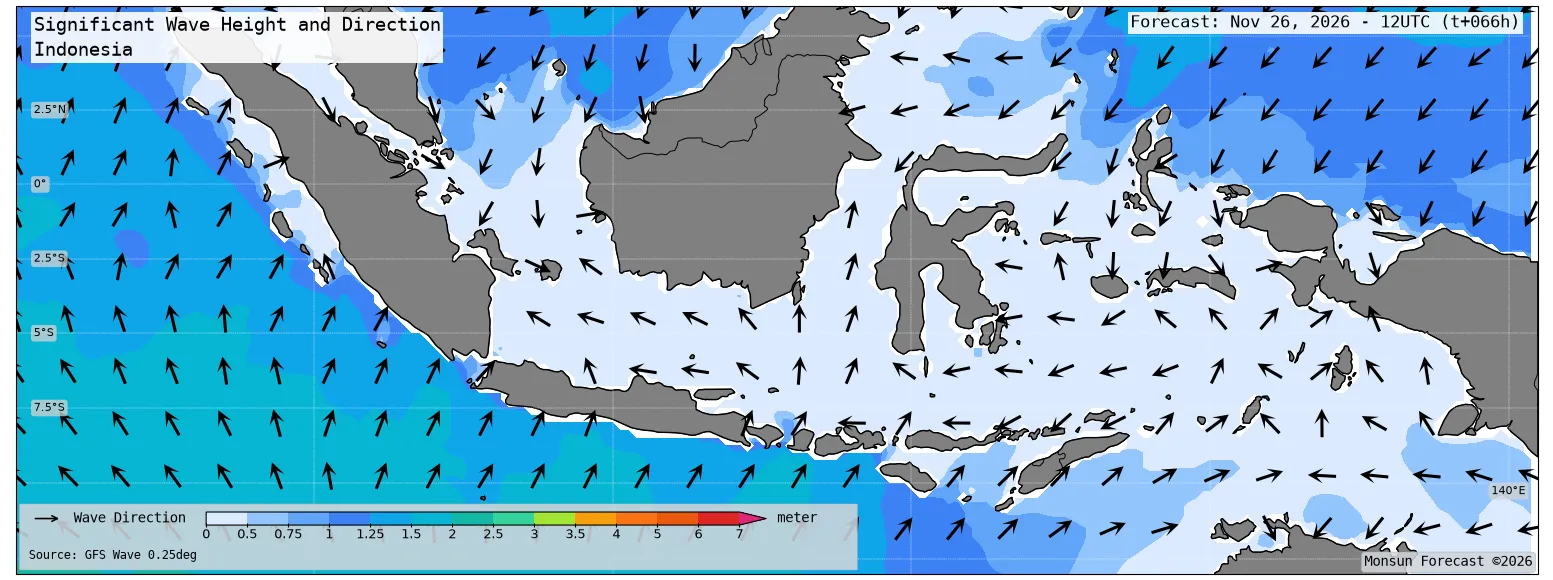 Significant Wave Height and Direction
Indonesia
Forecast: Nov 26, 2026 - 12UTC (t+066h)
2.5°N
0°
2.5°S
5°S
7.5°S
140°E
Wave Direction
0 0.5 0.75 1 1.25 1.5 2 2.5 3 3.5 4 5 6 7
meter
Source: GFS Wave 0.25deg
Monsun Forecast ©2026